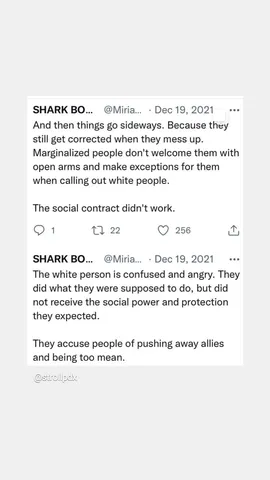 SHARK BO... @Miria... · Dec 19, 2021 ...
And then things go sideways. Because they
still get corrected when they mess up.
Marginalized people don't welcome them with
open arms and make exceptions for them
when calling out white people.
The social contract didn't work.
1 22 256
SHARK BO... @Miria... · Dec 19, 2021 ...
The white person is confused and angry. They
did what they were supposed to do, but did
not receive the social power and protection
they expected.
They accuse people of pushing away allies
and being too mean.